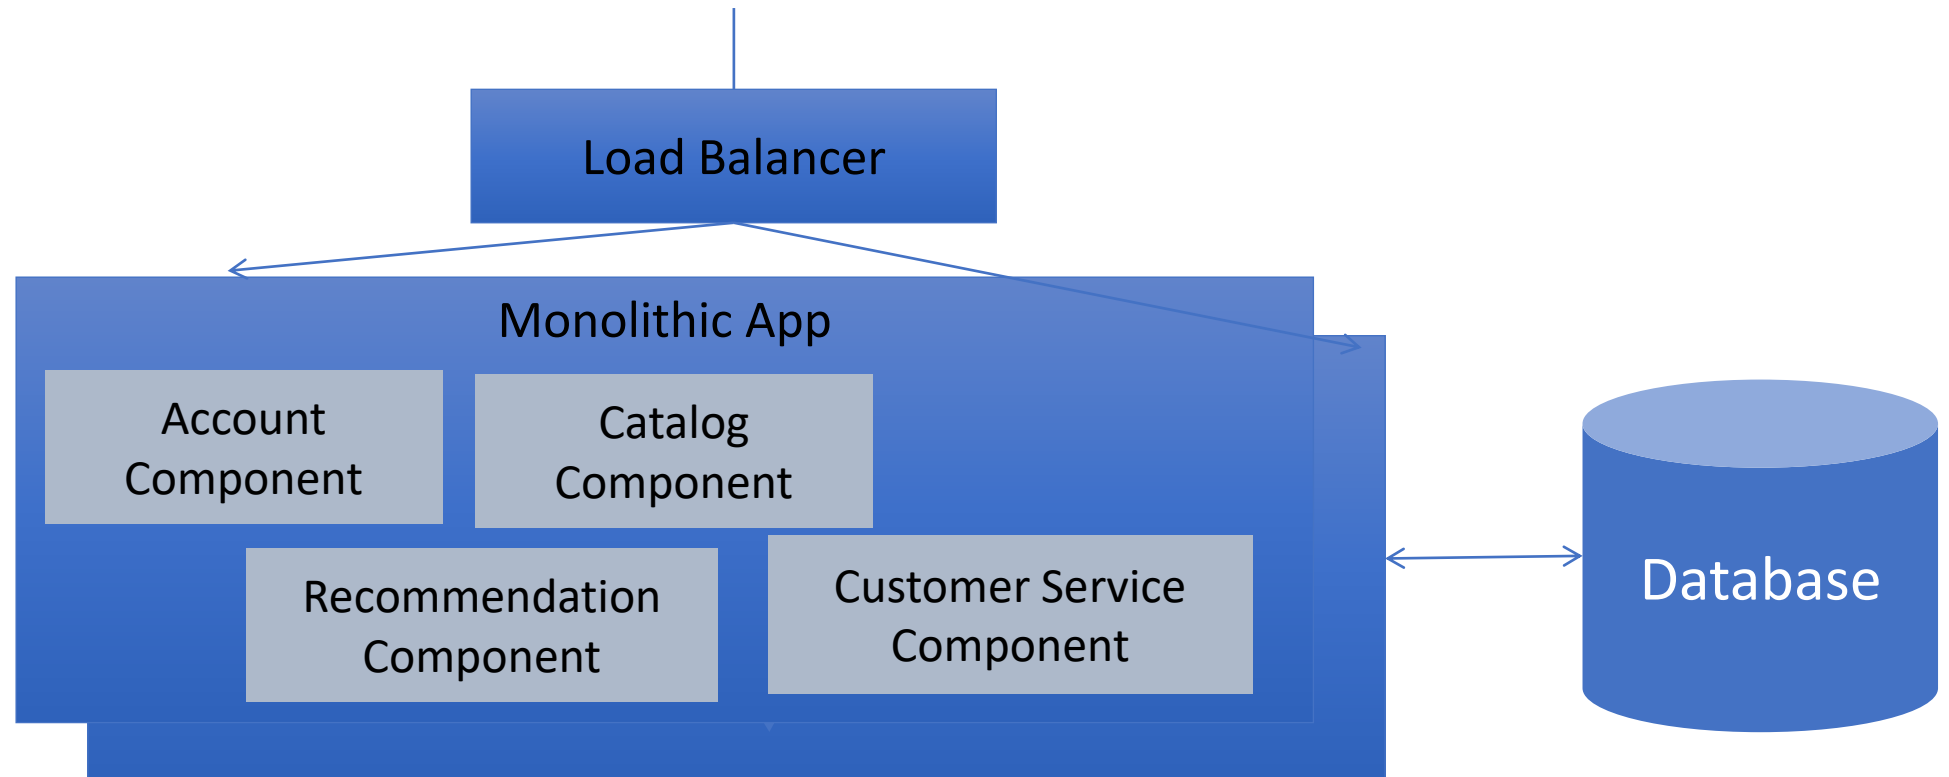 Load Balancer
Monolithic App
Account
Component
Catalog
Component
Recommendation
Component
Customer Service
Component
Database